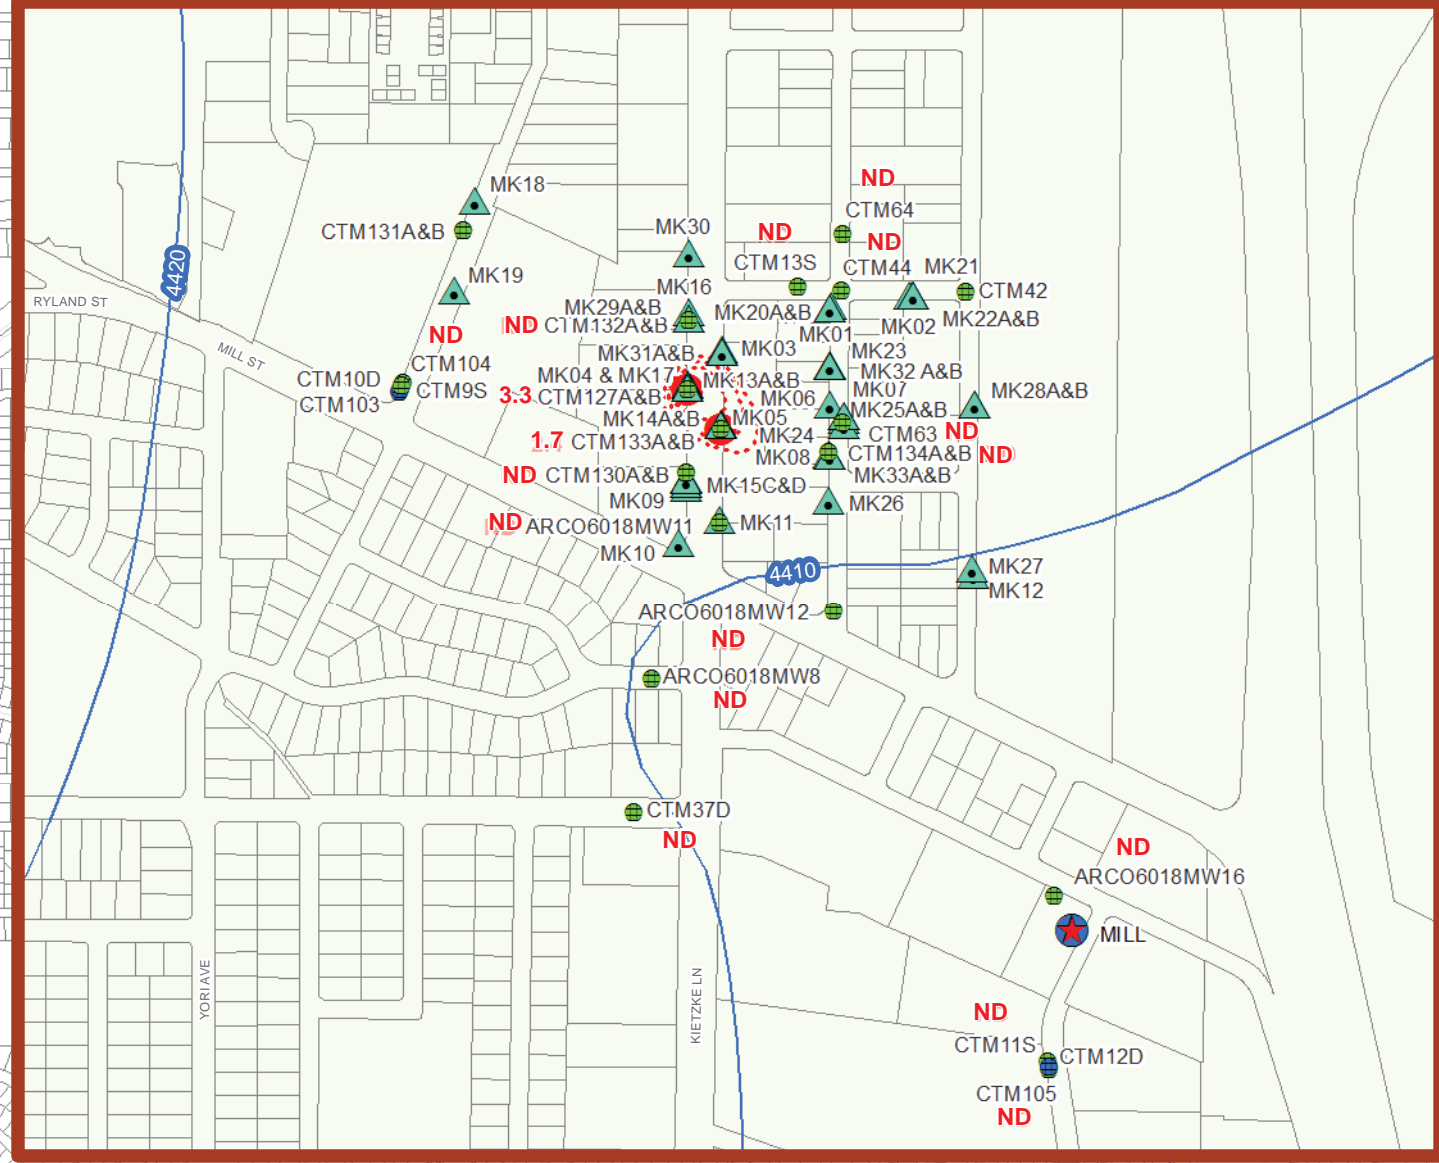 ND
MK18
CTM64
CTM131A&B
MK30
ND
ND
CTM13S
CTM44
MK21
4420
MK19
MK16
CTM42
RYLAND ST
MK29A&B
MK20A&B
MK22A&B
ND
ND
CTM132A&B
MK01
MK02
MILL ST
MK31A&B
MK03
MK23
CTM104
MK04 & MK17
MK13A&B
MK32 A&B
CTM10D
CTM9S
3.3
CTM127A&B
MK06
MK07
MK28A&B
CTM103
MK14A&B
MK05
MK25A&B
ND
1.7
CTM133A&B
MK24
CTM63
MK08
CTM134A&B
ND
ND
CTM130A&B
MK15C&D
MK33A&B
MK09
MK26
ND
ARCO6018MW11
MK11
MK10
4410
MK27
MK12
ARCO6018MW12
ND
ARCO6018MW8
ND
CTM37D
ND
ND
ARCO6018MW16
MILL
YORI AVE
KIETZKE LN
ND
CTM11S
CTM12D
CTM105
ND